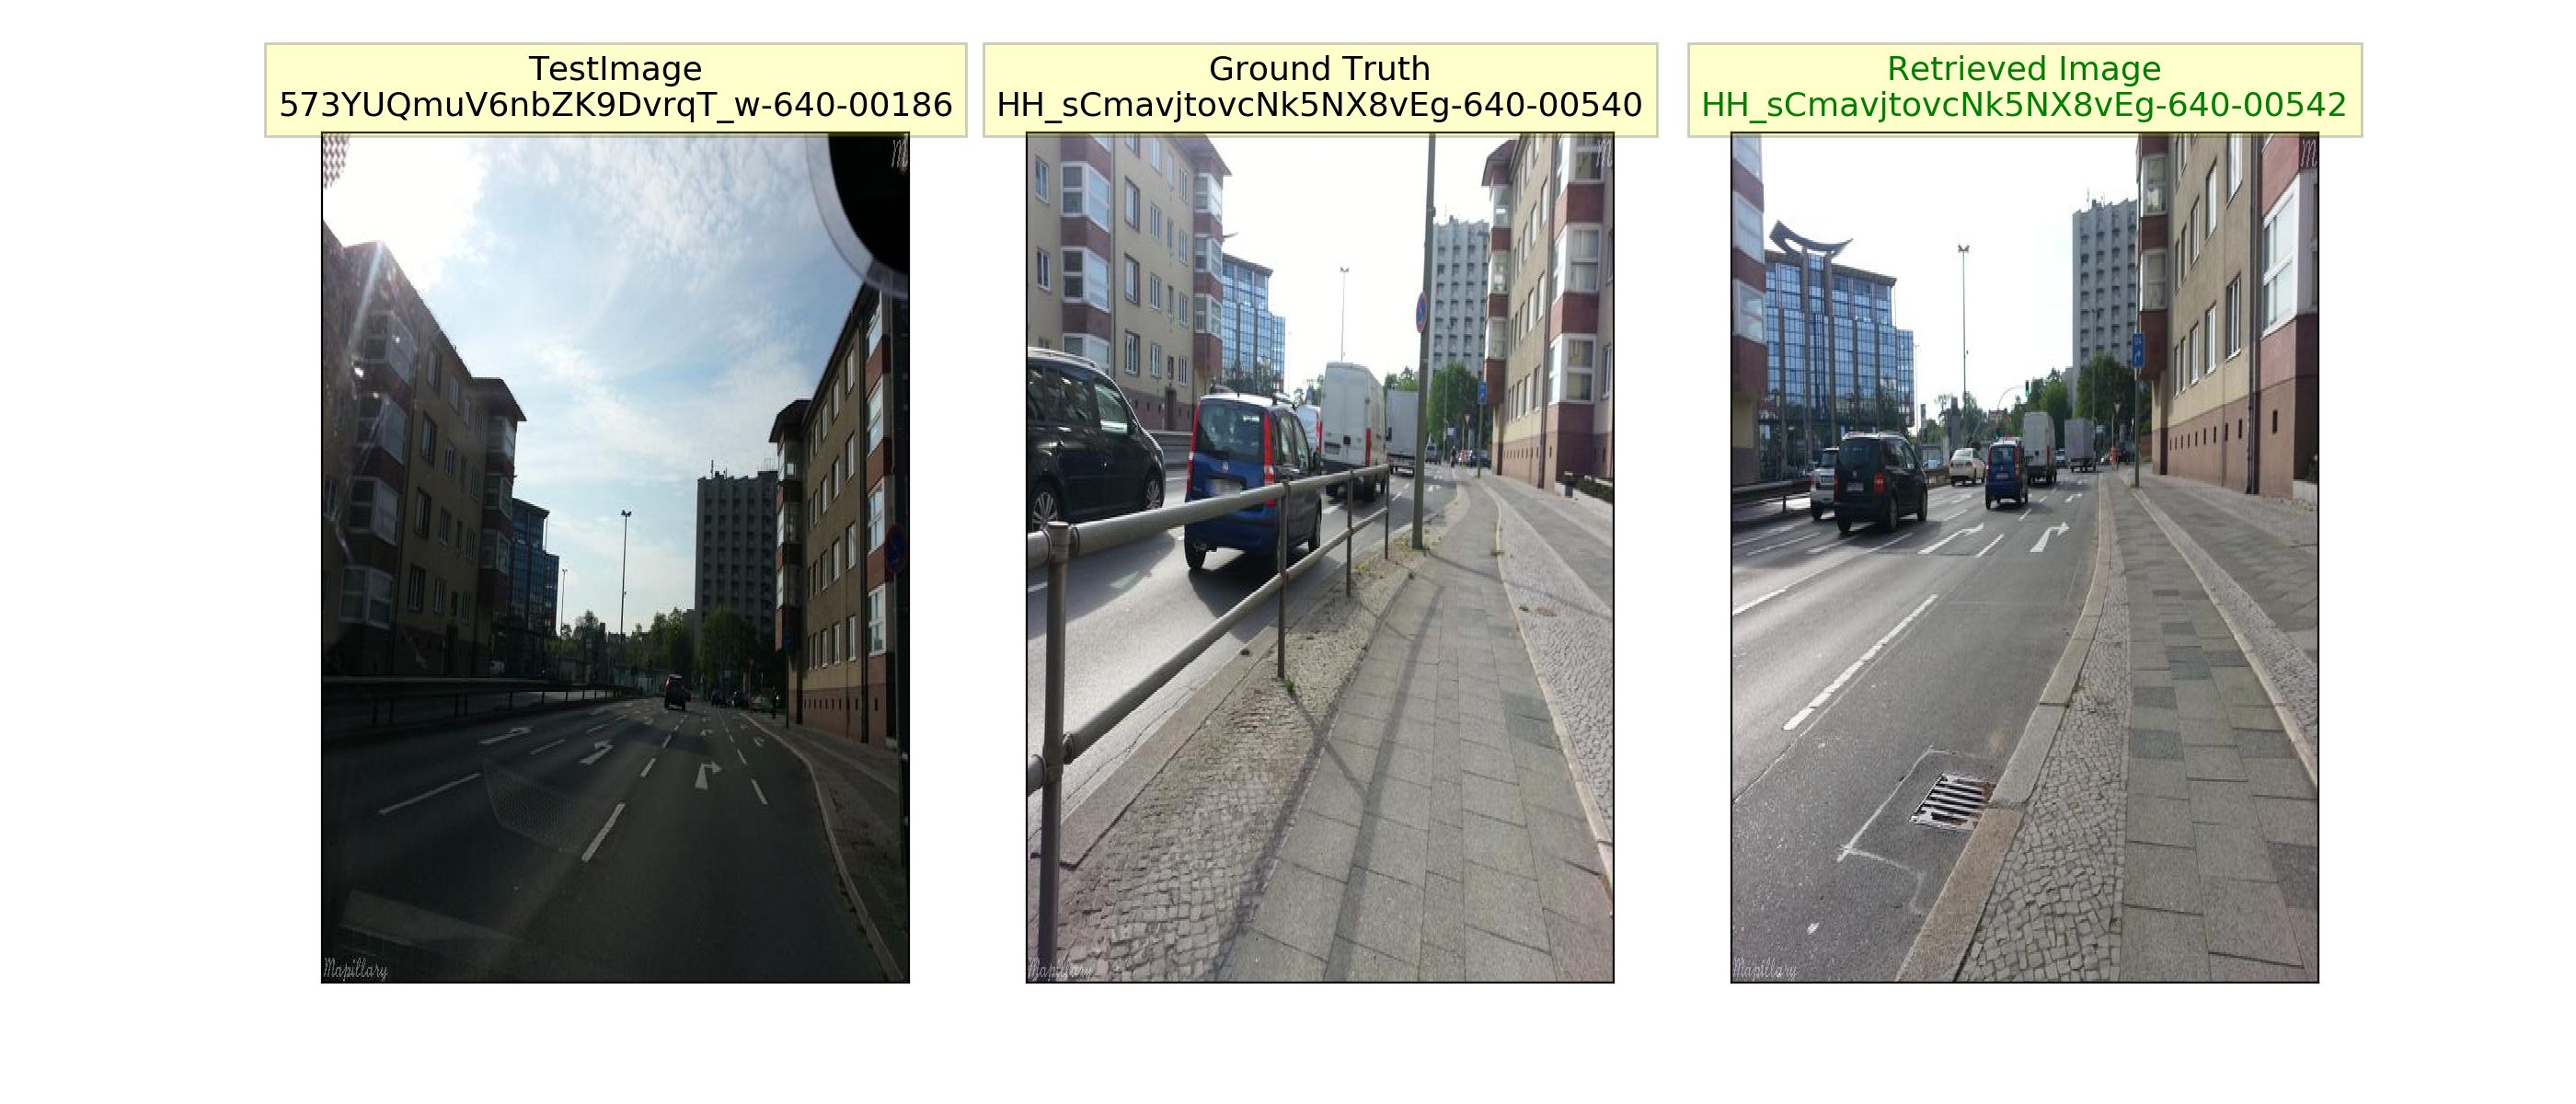 TestImage
573YUQmuV6nbZK9DvrqT_w-640-00186
Ground Truth
HH_sCmavjtovcNk5NX8vEg-640-00540
Retrieved Image
HH_sCmavjtovcNk5NX8vEg-640-00542
M
M
M
Mapillary
Mapillary
Mapillary